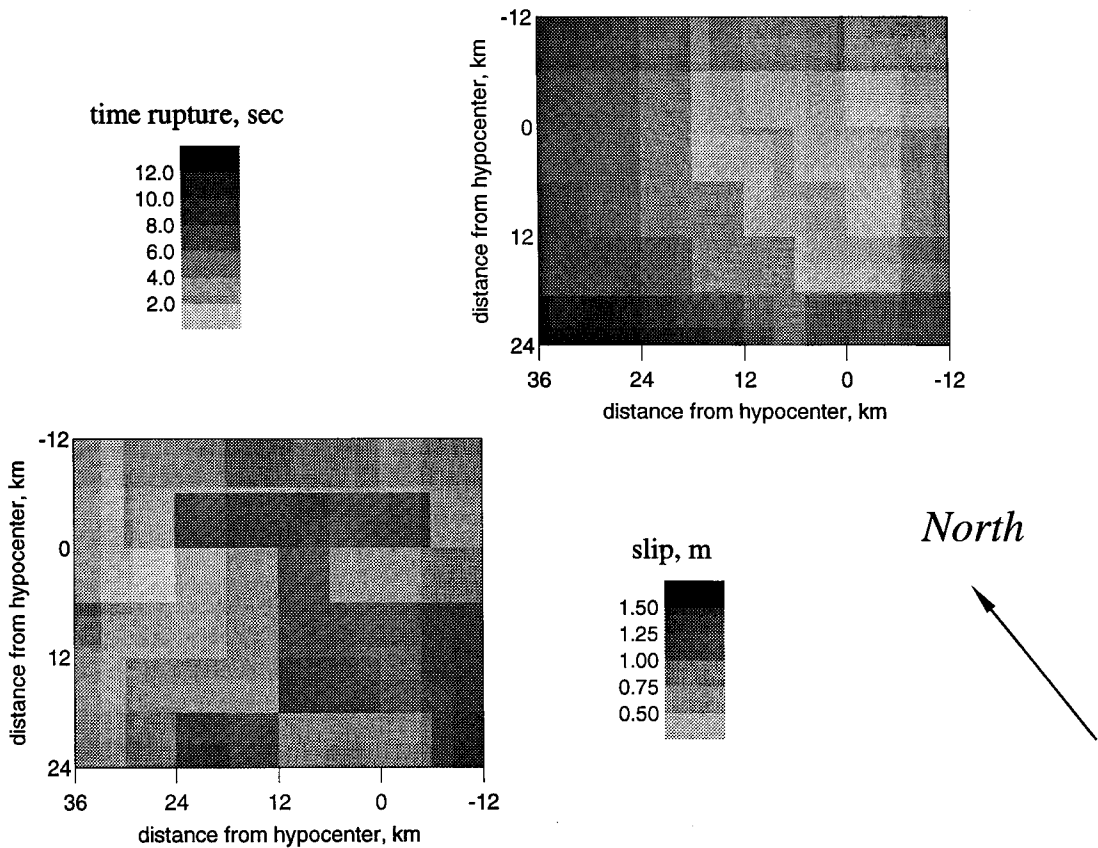 time rupture, sec
12.0
10.0
8.0
6.0
4.0
2.0
distance from hypocenter, km
-12
0
12
24
36 24 12 0 -12
distance from hypocenter, km
distance from hypocenter, km
-12
0
12
24
36 24 12 0 -12
distance from hypocenter, km
slip, m
1.50
1.25
1.00
0.75
0.50
North